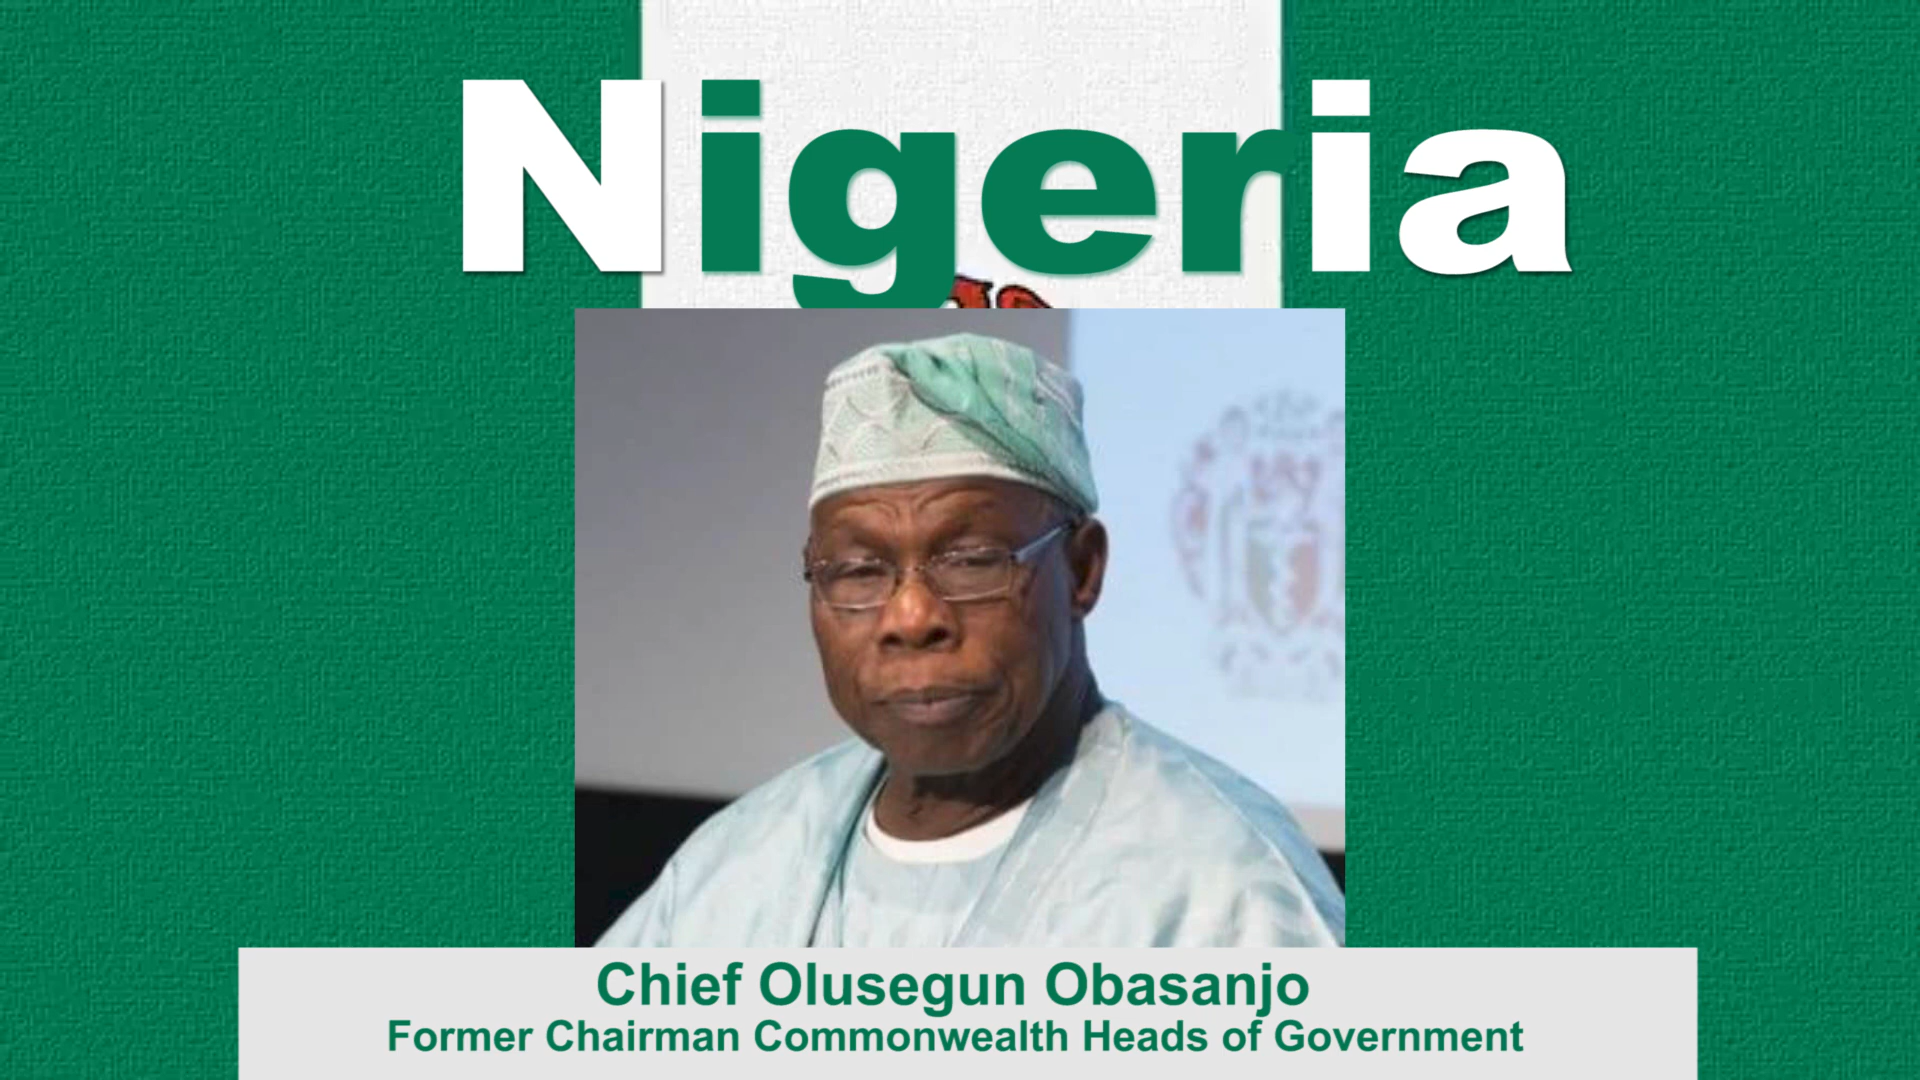 Nigeria
Chief Olusegun Obasanjo
Former Chairman Commonwealth Heads of Government